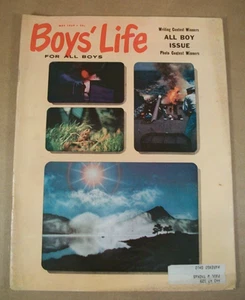 Boys' Life
FOR ALL BOYS
Writing Contest Winners
ALL BOY
ISSUE
Photo Contest Winners